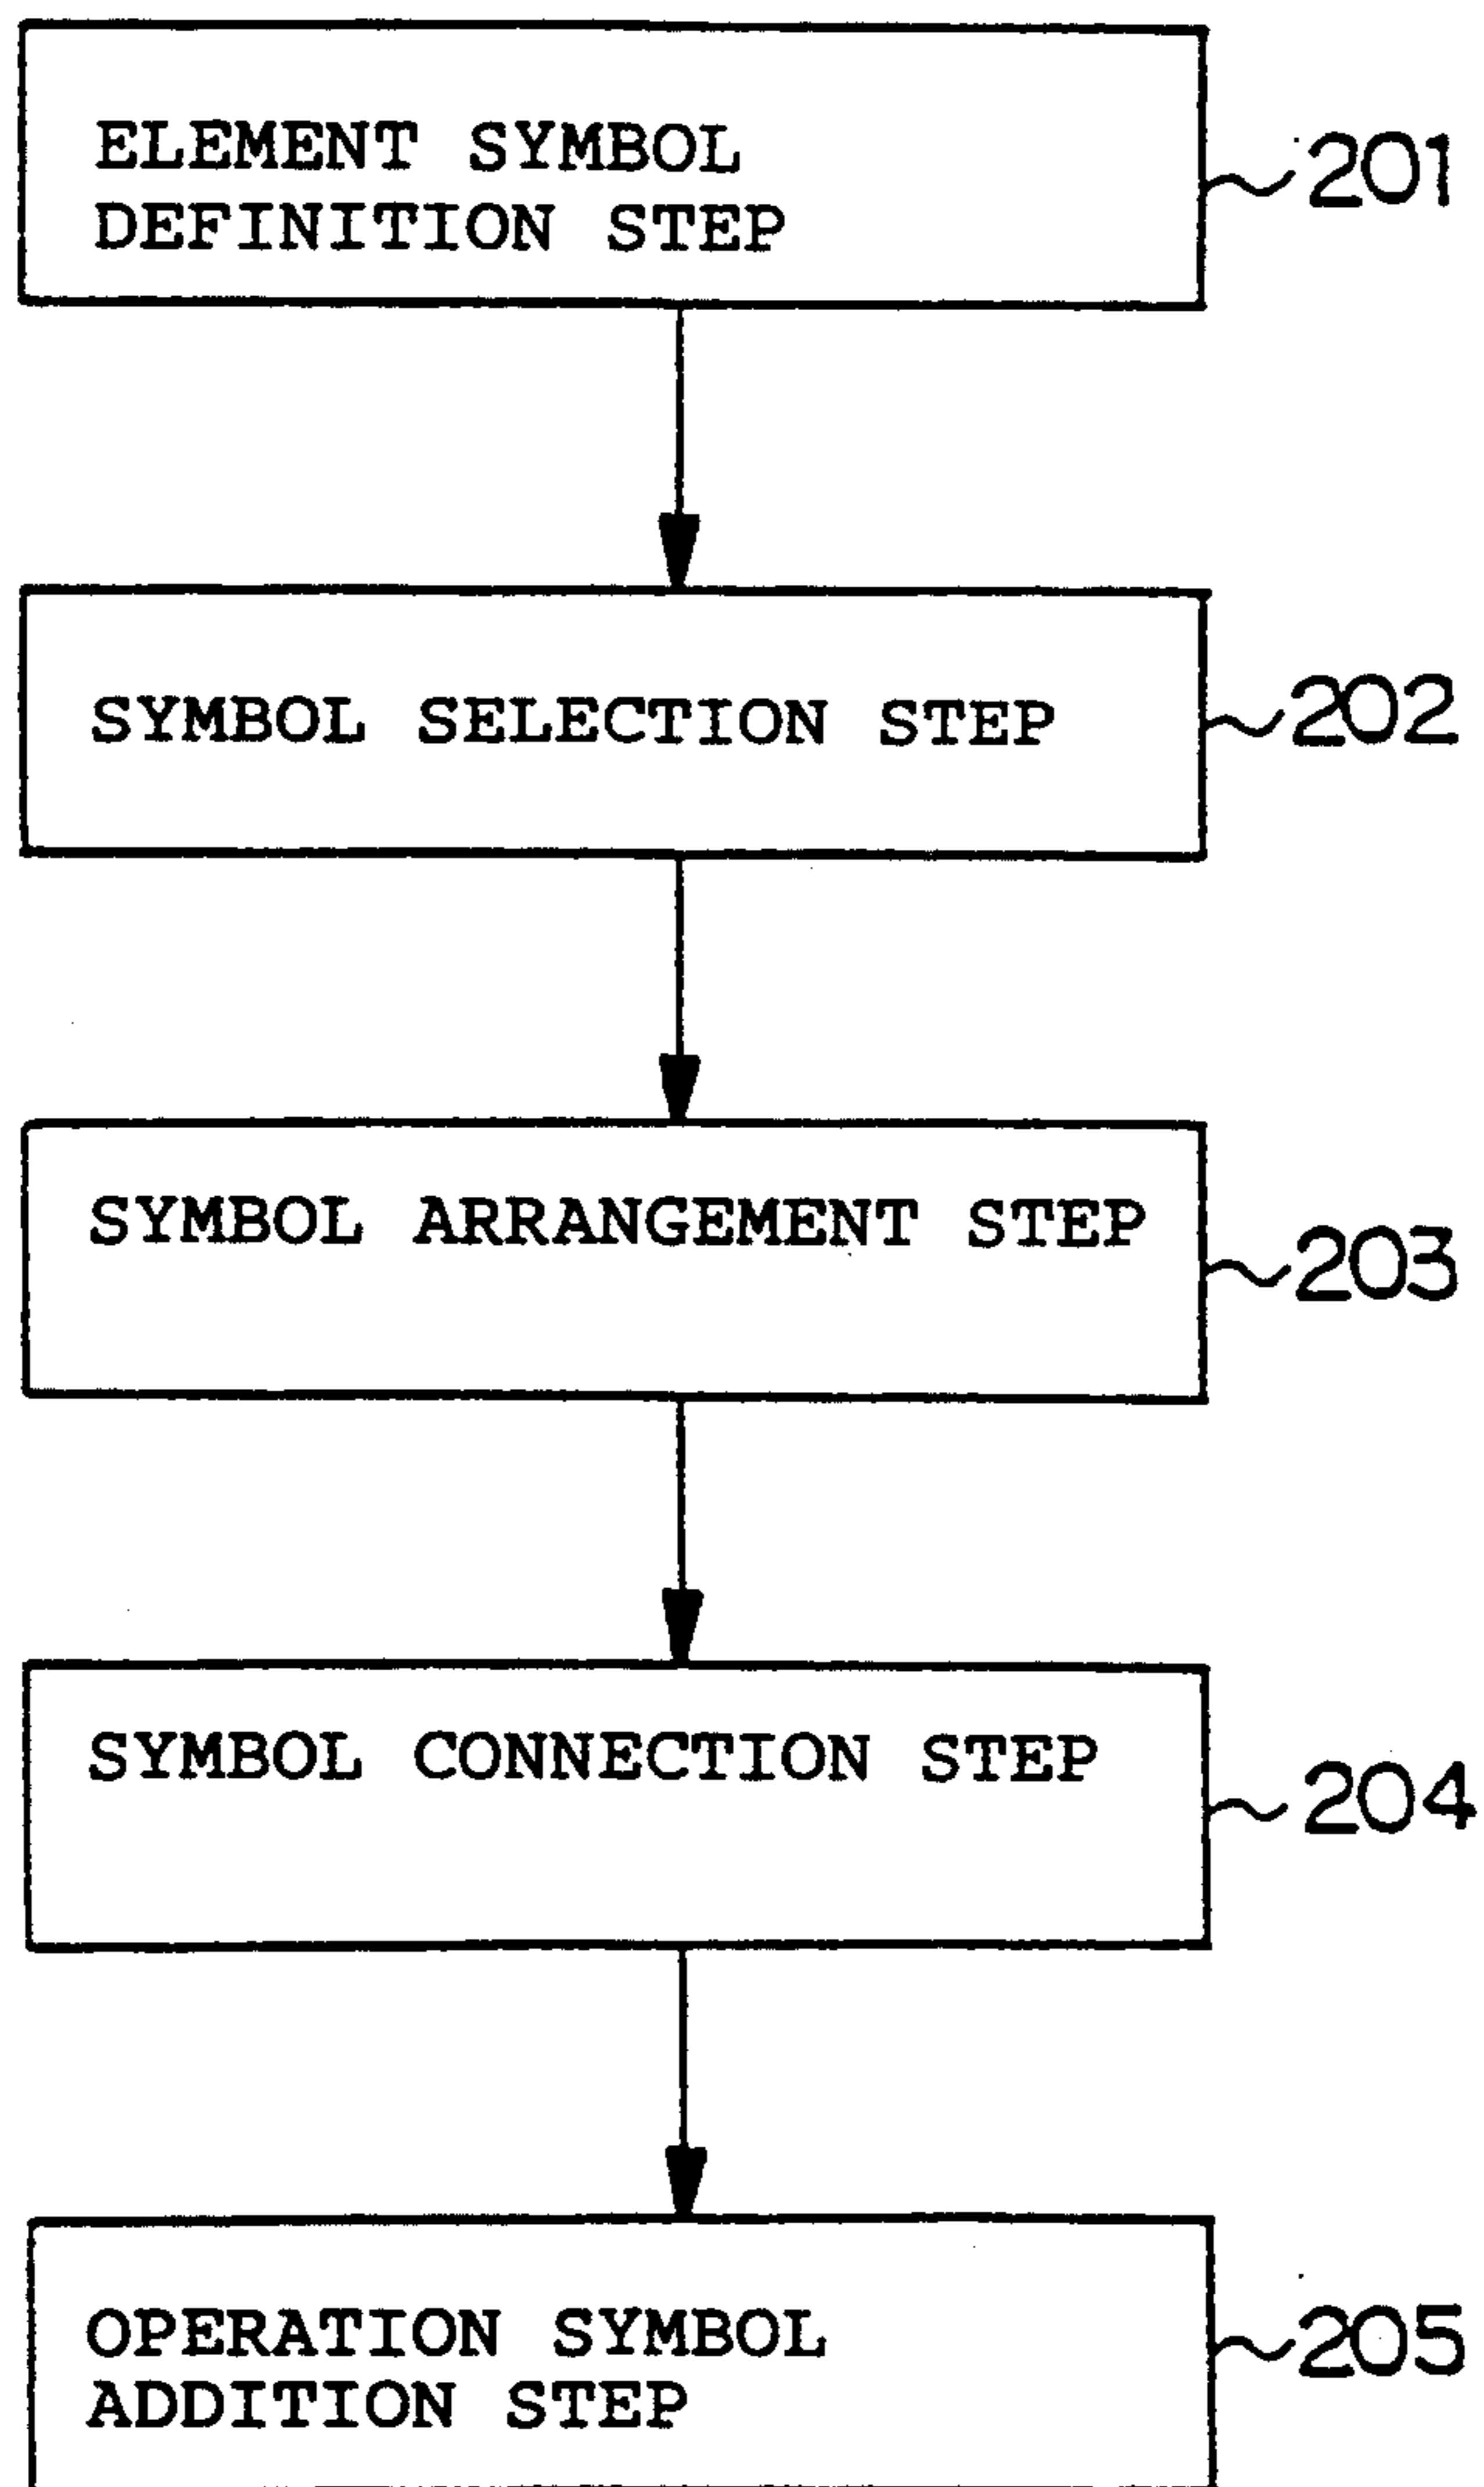 ELEMENT SYMBOL
DEFINITION STEP
201
SYMBOL SELECTION STEP
202
SYMBOL ARRANGEMENT STEP
203
SYMBOL CONNECTION STEP
204
OPERATION SYMBOL
ADDITION STEP
205